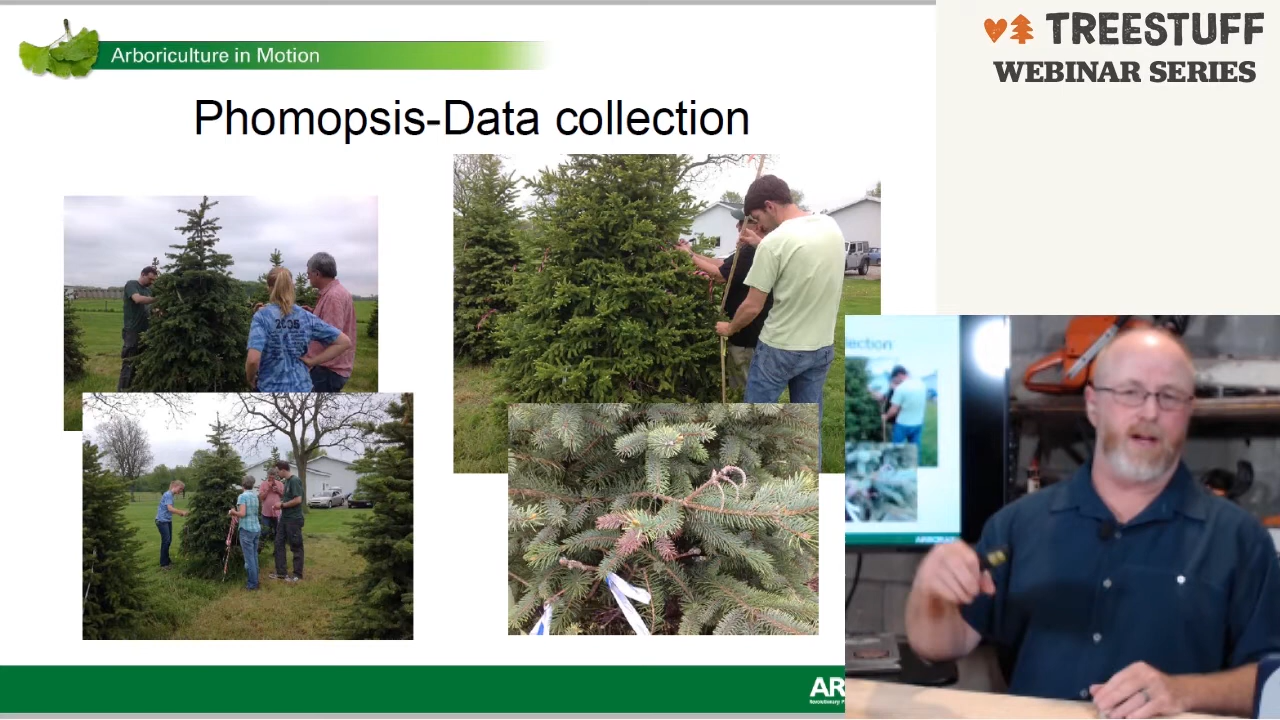 Arboriculture in Motion
TREESTUFF
WEBINAR SERIES
Phomopsis-Data collection
2005